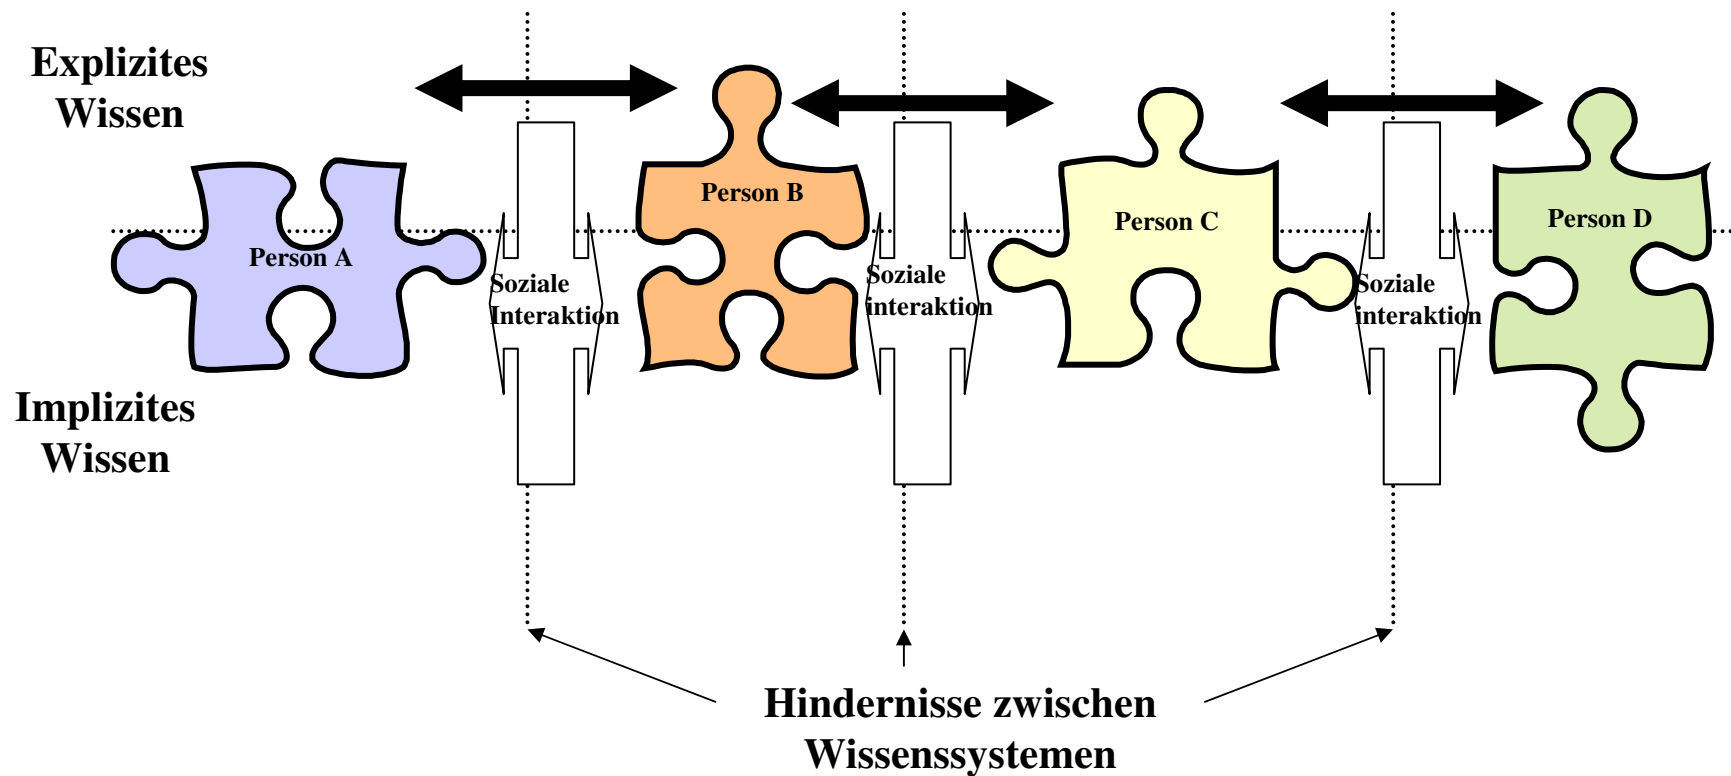 Explizites
Wissen
Person A
Person B
Person C
Person D
Soziale
Interaktion
Soziale
interaktion
Soziale
interaktion
Implizites
Wissen
Hindernisse zwischen
Wissenssystemen